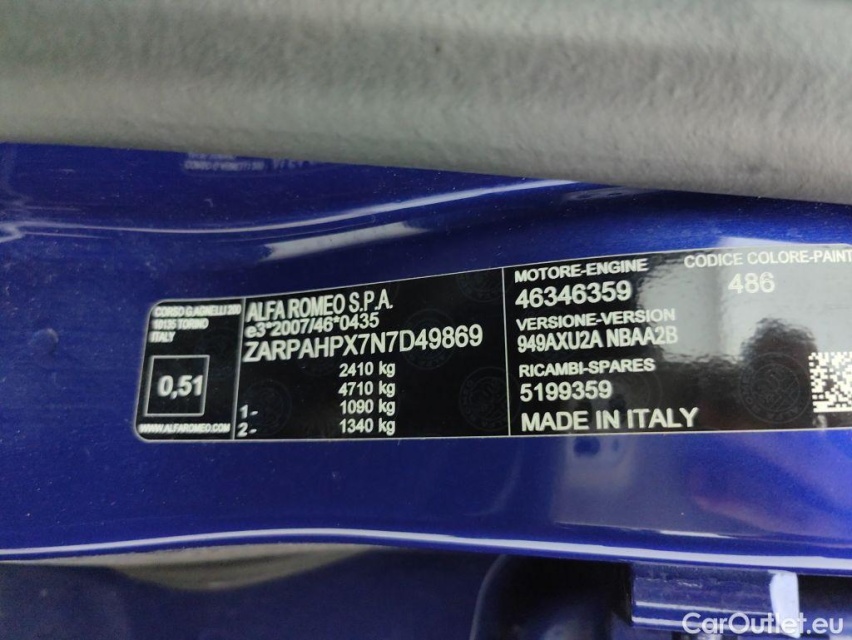 CORSO G.AGNELLI 200
10135 TORINO
ITALY
0,51
WWW.ALFAROMEO.COM
ALFA ROMEO S.P.A.
e3*2007/46*0435
ZARPAHPX7N7D49869
2410 kg
4710 kg
1- 1090 kg
2- 1340 kg
MOTORE-ENGINE
46346359
VERSIONE-VERSION
949AXU2A NBAA2B
RICAMBI-SPARES
5199359
MADE IN ITALY
CODICE COLORE-PAINT
486
CarOutlet.eu